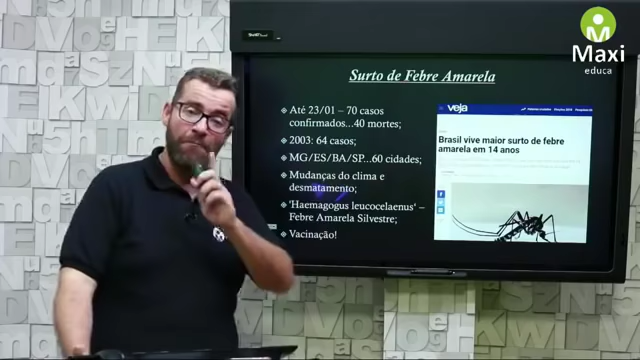 Maxi
educa
Surto de Febre Amarela
• Até 23/01 – 70 casos
confirmados...40 mortes;
• 2003: 64 casos;
• MG/ES/BA/SP...60 cidades;
• Mudanças do clima e
desmatamento;
• 'Haemagogus leucocelaenus' –
Febre Amarela Silvestre;
• Vacinação!
veja
Brasil vive maior surto de febre
amarela em 14 anos